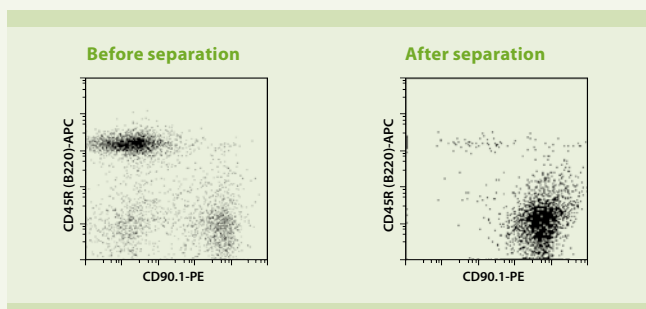 Before separation
After separation
CD45R (B220)-APC
CD90.1-PE
CD45R (B220)-APC
CD90.1-PE